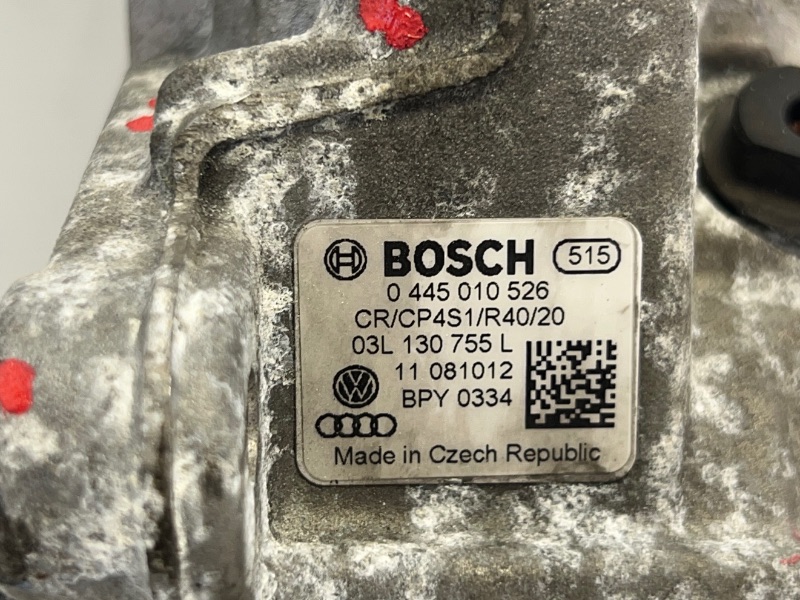 BOSCH 515
0 445 010 526
CR/CP4S1/R40/20
03L 130 755 L
11 081012
BPY 0334
Made in Czech Republic